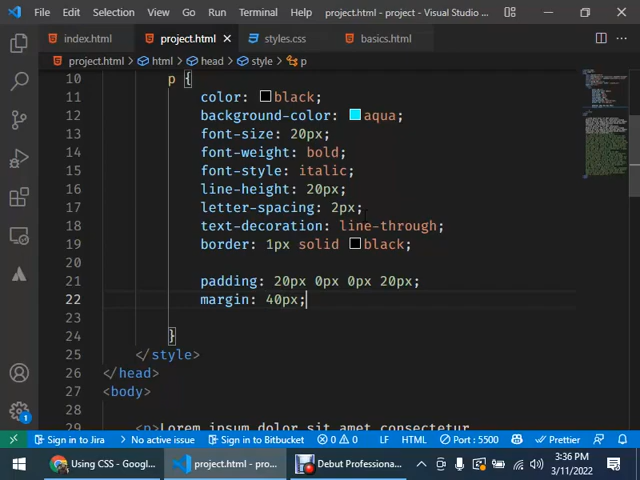 File Edit Selection View Go Run Terminal Help project.html - project - Visual Studio ...
index.html project.html styles.css basics.html
project.html > html > head > style > p
10 p {
11 color: black;
12 background-color: aqua;
13 font-size: 20px;
14 font-weight: bold;
15 font-style: italic;
16 line-height: 20px;
17 letter-spacing: 2px;
18 text-decoration: line-through;
19 border: 1px solid black;
20
21 padding: 20px 0px 0px 20px;
22 margin: 40px;
23
24 }
25 </style>
26 </head>
27 <body>
28
<p>Lorem ipsum dolor sit amet consectetur
Sign in to Jira No active issue Sign in to Bitbucket 0 0 LF HTML Port : 5500 Prettier
1
Using CSS - Googl... project.html - pro... Debut Professiona... 3:36 PM
3/11/2022